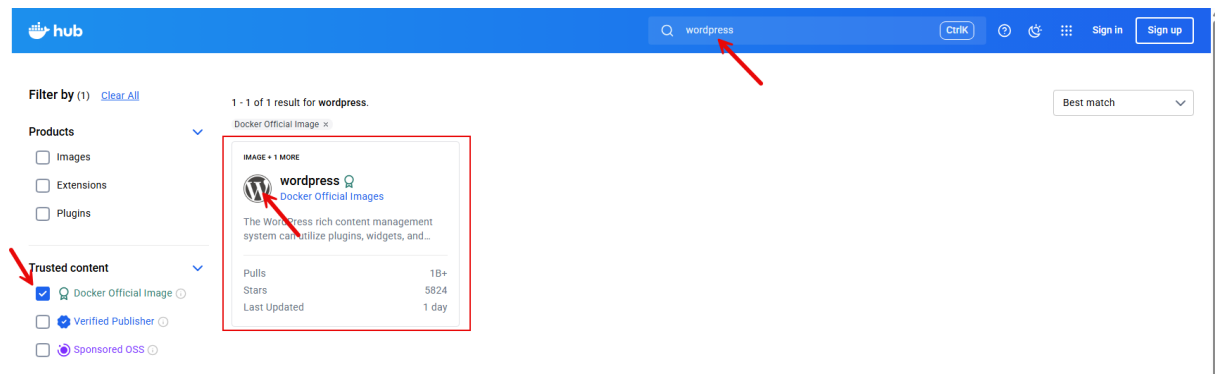 hub
wordpress
CtrlK
Sign in
Sign up
Filter by (1) Clear All
1 - 1 of 1 result for wordpress.
Best match
Docker Official Image ×
Products
Images
Extensions
Plugins
IMAGE + 1 MORE
wordpress
Docker Official Images
The WordPress rich content management
system can utilize plugins, widgets, and…
Pulls 1B+
Stars 5824
Last Updated 1 day
Trusted content
Docker Official Image
Verified Publisher
Sponsored OSS